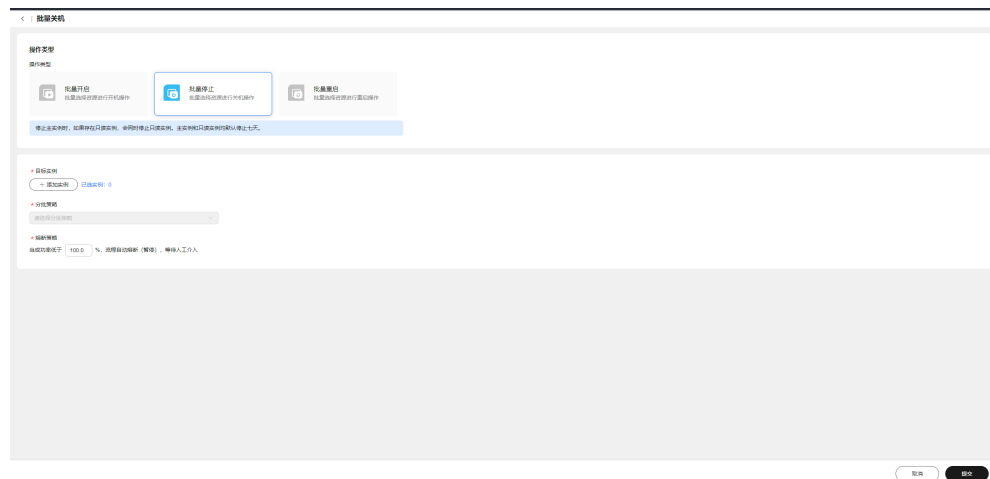 批量关机
操作类型
操作类型
批量开启
批量选择资源进行开机操作
批量停止
批量选择资源进行关机操作
批量重启
批量选择资源进行重启操作
停止主实例时，如果存在只读实例，会同时停止只读实例。主实例和只读实例均默认停止七天。
* 目标实例
+ 添加实例 已选实例: 0
* 分批策略
请选择分批策略
* 熔断策略
当成功率低于 100.0 %，流程自动熔断（暂停），等待人工介入
取消 提交